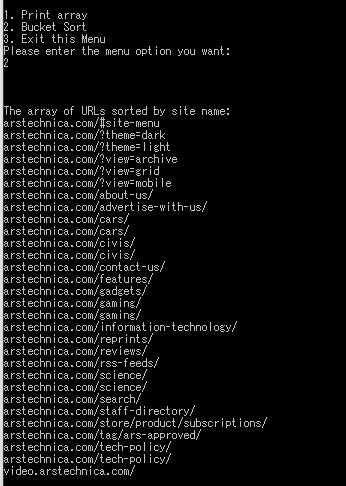 1. Print array
2. Bucket Sort
3. Exit this Menu
Please enter the menu option you want:
2
The array of URLs sorted by site name:
arstechnica.com/#site-menu
arstechnica.com/?theme=dark
arstechnica.com/?theme=light
arstechnica.com/?view=archive
arstechnica.com/?view=grid
arstechnica.com/?view=mobile
arstechnica.com/about-us/
arstechnica.com/advertise-with-us/
arstechnica.com/cars/
arstechnica.com/cars/
arstechnica.com/civis/
arstechnica.com/civis/
arstechnica.com/contact-us/
arstechnica.com/features/
arstechnica.com/gadgets/
arstechnica.com/gaming/
arstechnica.com/gaming/
arstechnica.com/information-technology/
arstechnica.com/reprints/
arstechnica.com/reviews/
arstechnica.com/rss-feeds/
arstechnica.com/science/
arstechnica.com/science/
arstechnica.com/search/
arstechnica.com/staff-directory/
arstechnica.com/store/product/subscriptions/
arstechnica.com/tag/ars-approved/
arstechnica.com/tech-policy/
arstechnica.com/tech-policy/
video.arstechnica.com/